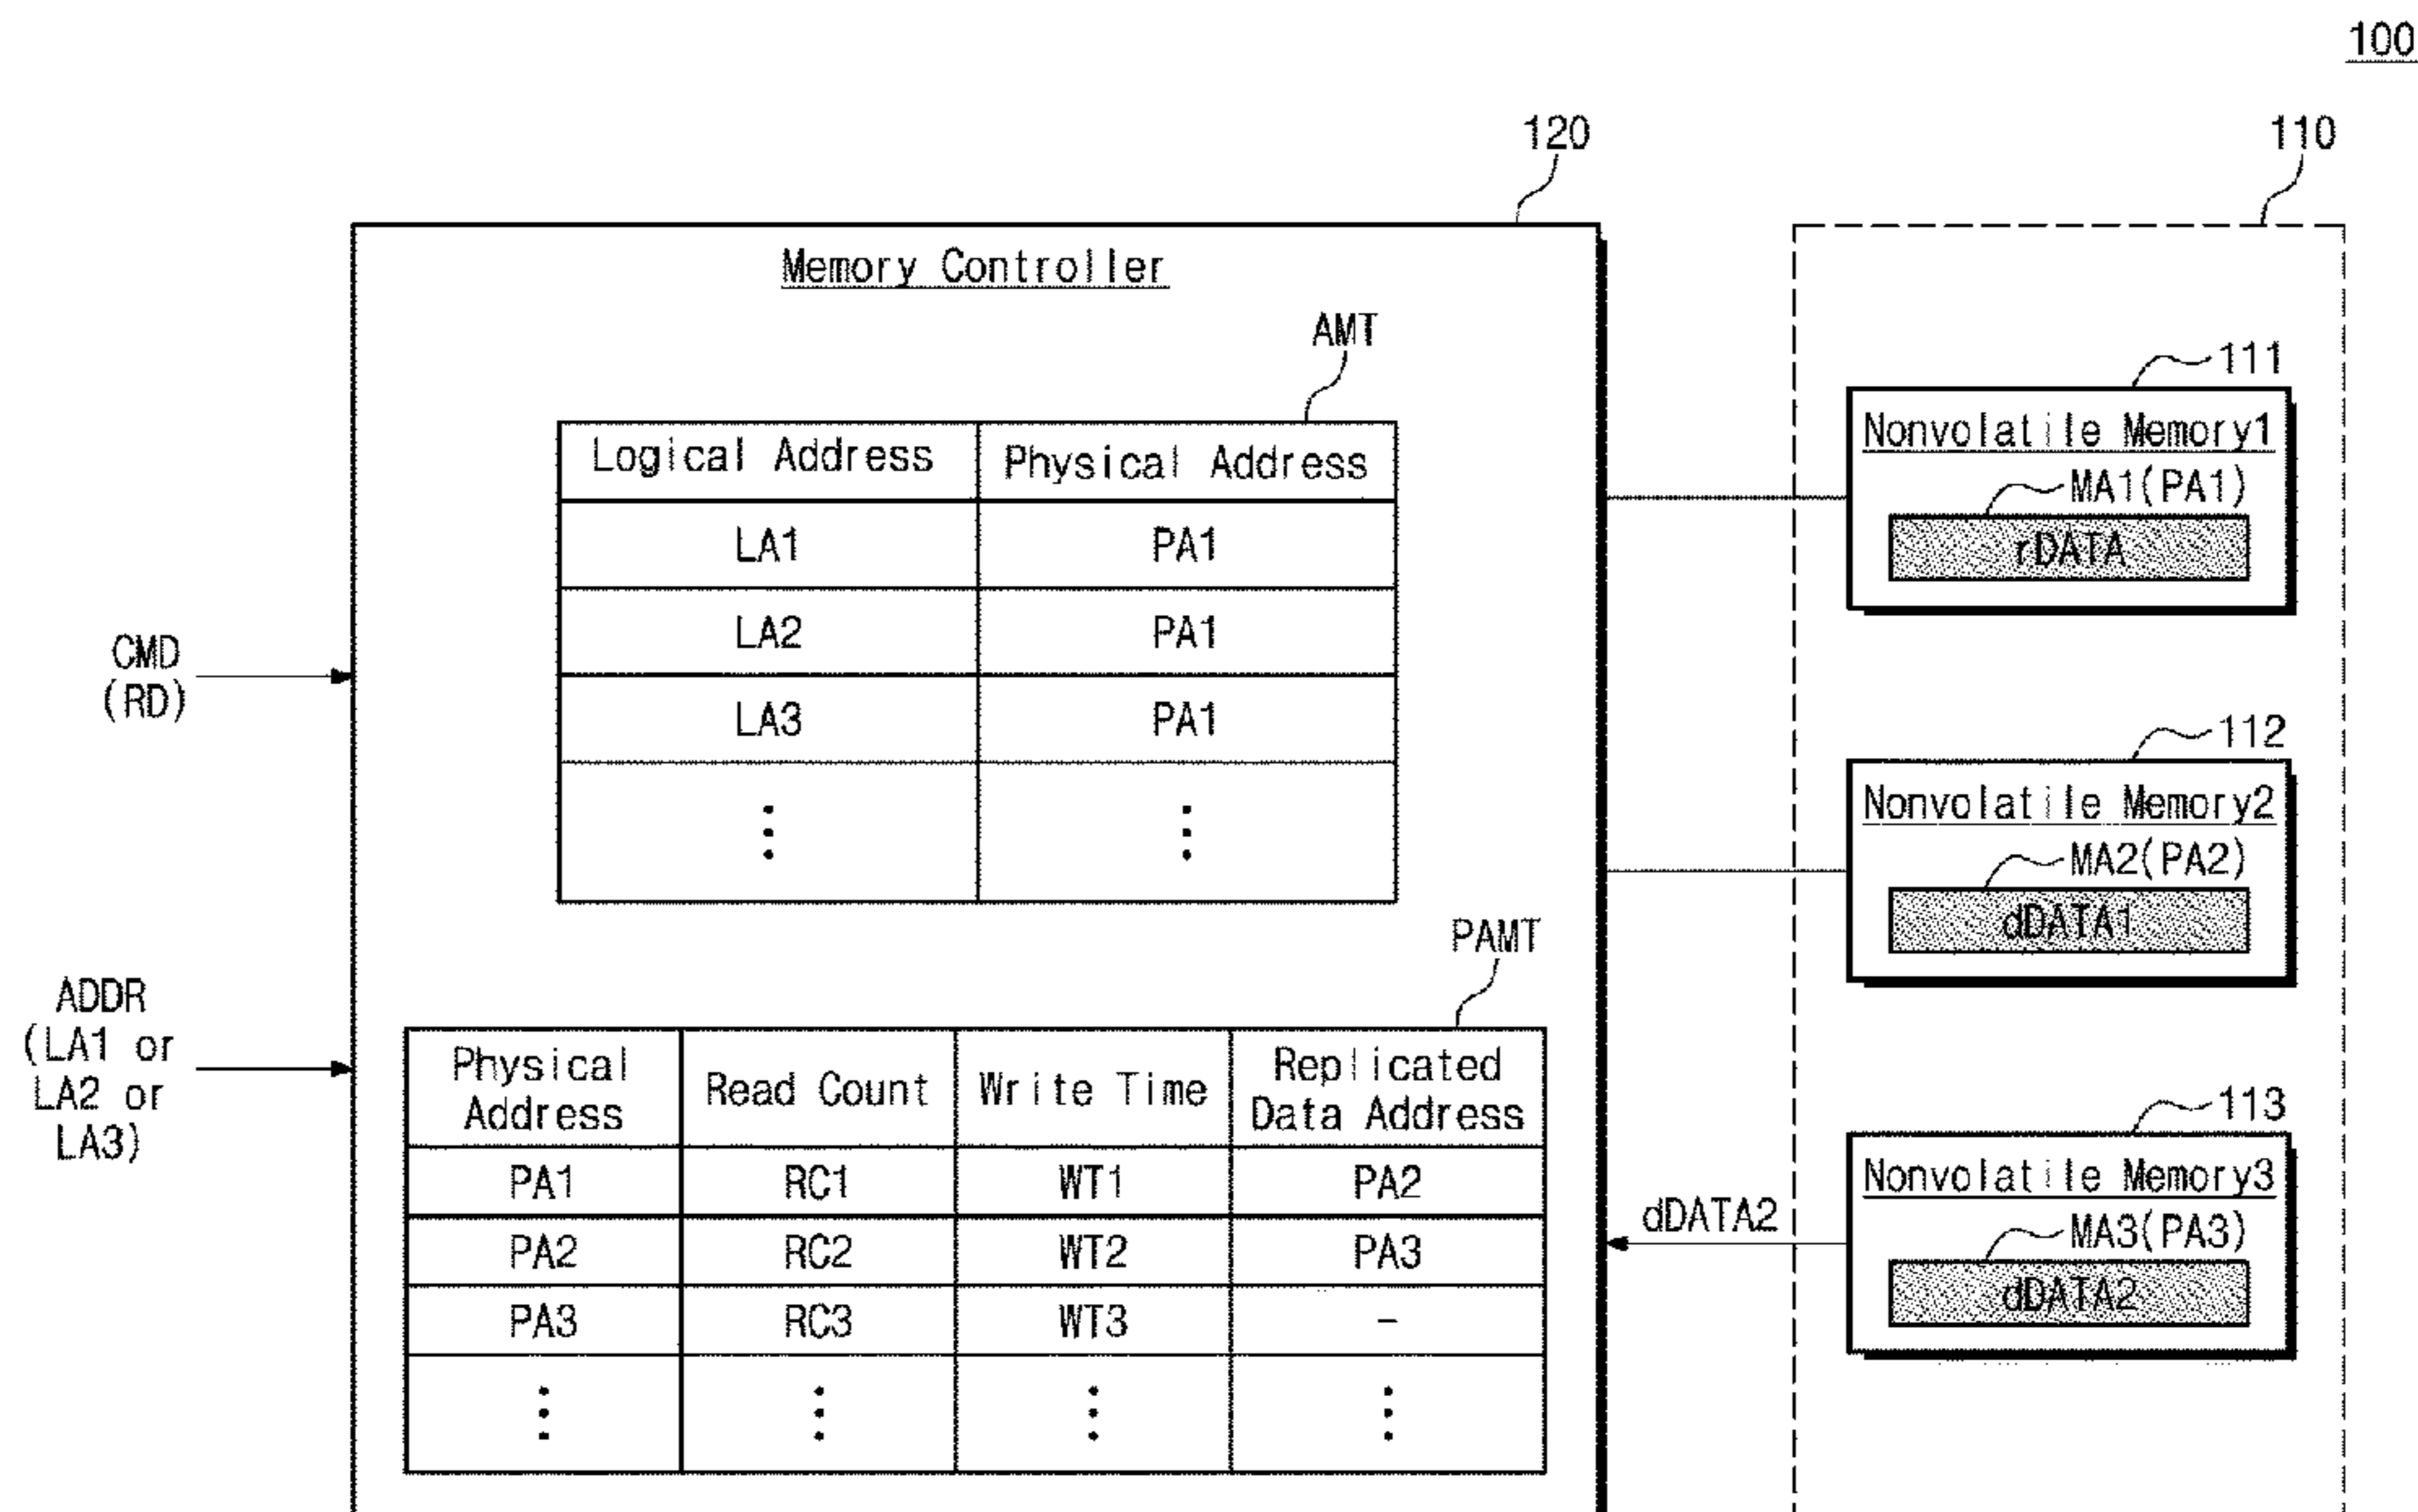 100
120
110
Memory Controller
AMT
Logical Address Physical Address
LA1 PA1
LA2 PA1
LA3 PA1
PAMT
Physical Address Read Count Write Time Replicated Data Address
PA1 RC1 WT1 PA2
PA2 RC2 WT2 PA3
PA3 RC3 WT3 -
CMD
(RD)
ADDR
(LA1 or
LA2 or
LA3)
111
Nonvolatile Memory1
MA1(PA1)
rDATA
112
Nonvolatile Memory2
MA2(PA2)
dDATA1
113
Nonvolatile Memory3
MA3(PA3)
dDATA2
dDATA2